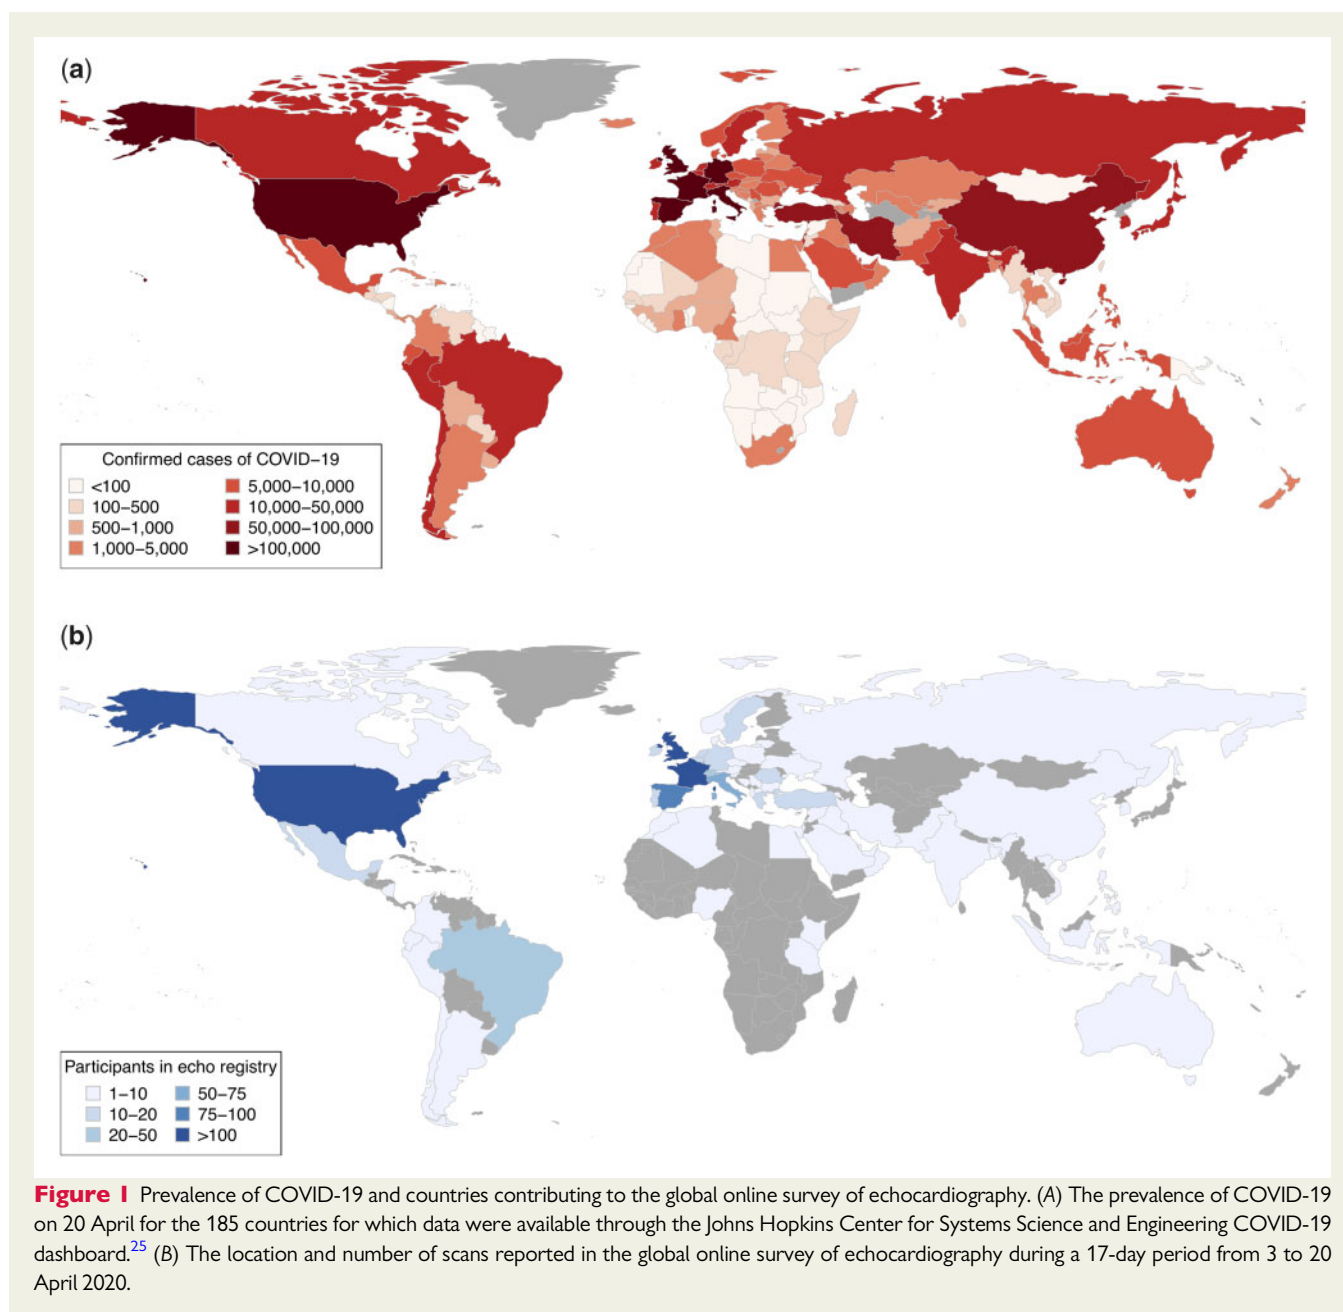 (a)
Confirmed cases of COVID−19
<100
5,000−10,000
100−500
10,000−50,000
500−1,000
50,000−100,000
1,000−5,000
>100,000
(b)
Participants in echo registry
1−10
50−75
10−20
75−100
20−50
>100
Figure 1 Prevalence of COVID-19 and countries contributing to the global online survey of echocardiography. (A) The prevalence of COVID-19
on 20 April for the 185 countries for which data were available through the Johns Hopkins Center for Systems Science and Engineering COVID-19
dashboard.25 (B) The location and number of scans reported in the global online survey of echocardiography during a 17-day period from 3 to 20
April 2020.